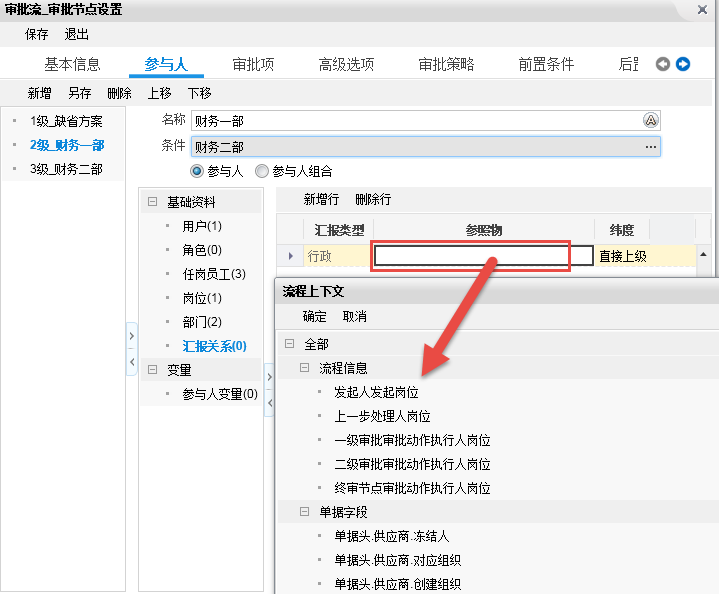 审批流_审批节点设置
保存 退出
基本信息 参与人 审批项 高级选项 审批策略 前置条件 后置
新增 另存 删除 上移 下移
1级_缺省方案
2级_财务一部
3级_财务二部
名称 财务一部
条件 财务二部 ...
参与人 参与人组合
基础资料
用户(1)
角色(0)
任岗员工(3)
岗位(1)
部门(2)
汇报关系(0)
变量
参与人变量(0)
新增行 删除行
汇报类型 参照物 纬度
行政 直接上级
流程上下文
确定 取消
全部
流程信息
发起人发起岗位
上一步处理人岗位
一级审批审批动作执行人岗位
二级审批审批动作执行人岗位
终审节点审批动作执行人岗位
单据字段
单据头.供应商.冻结人
单据头.供应商.对应组织
单据头.供应商.创建组织